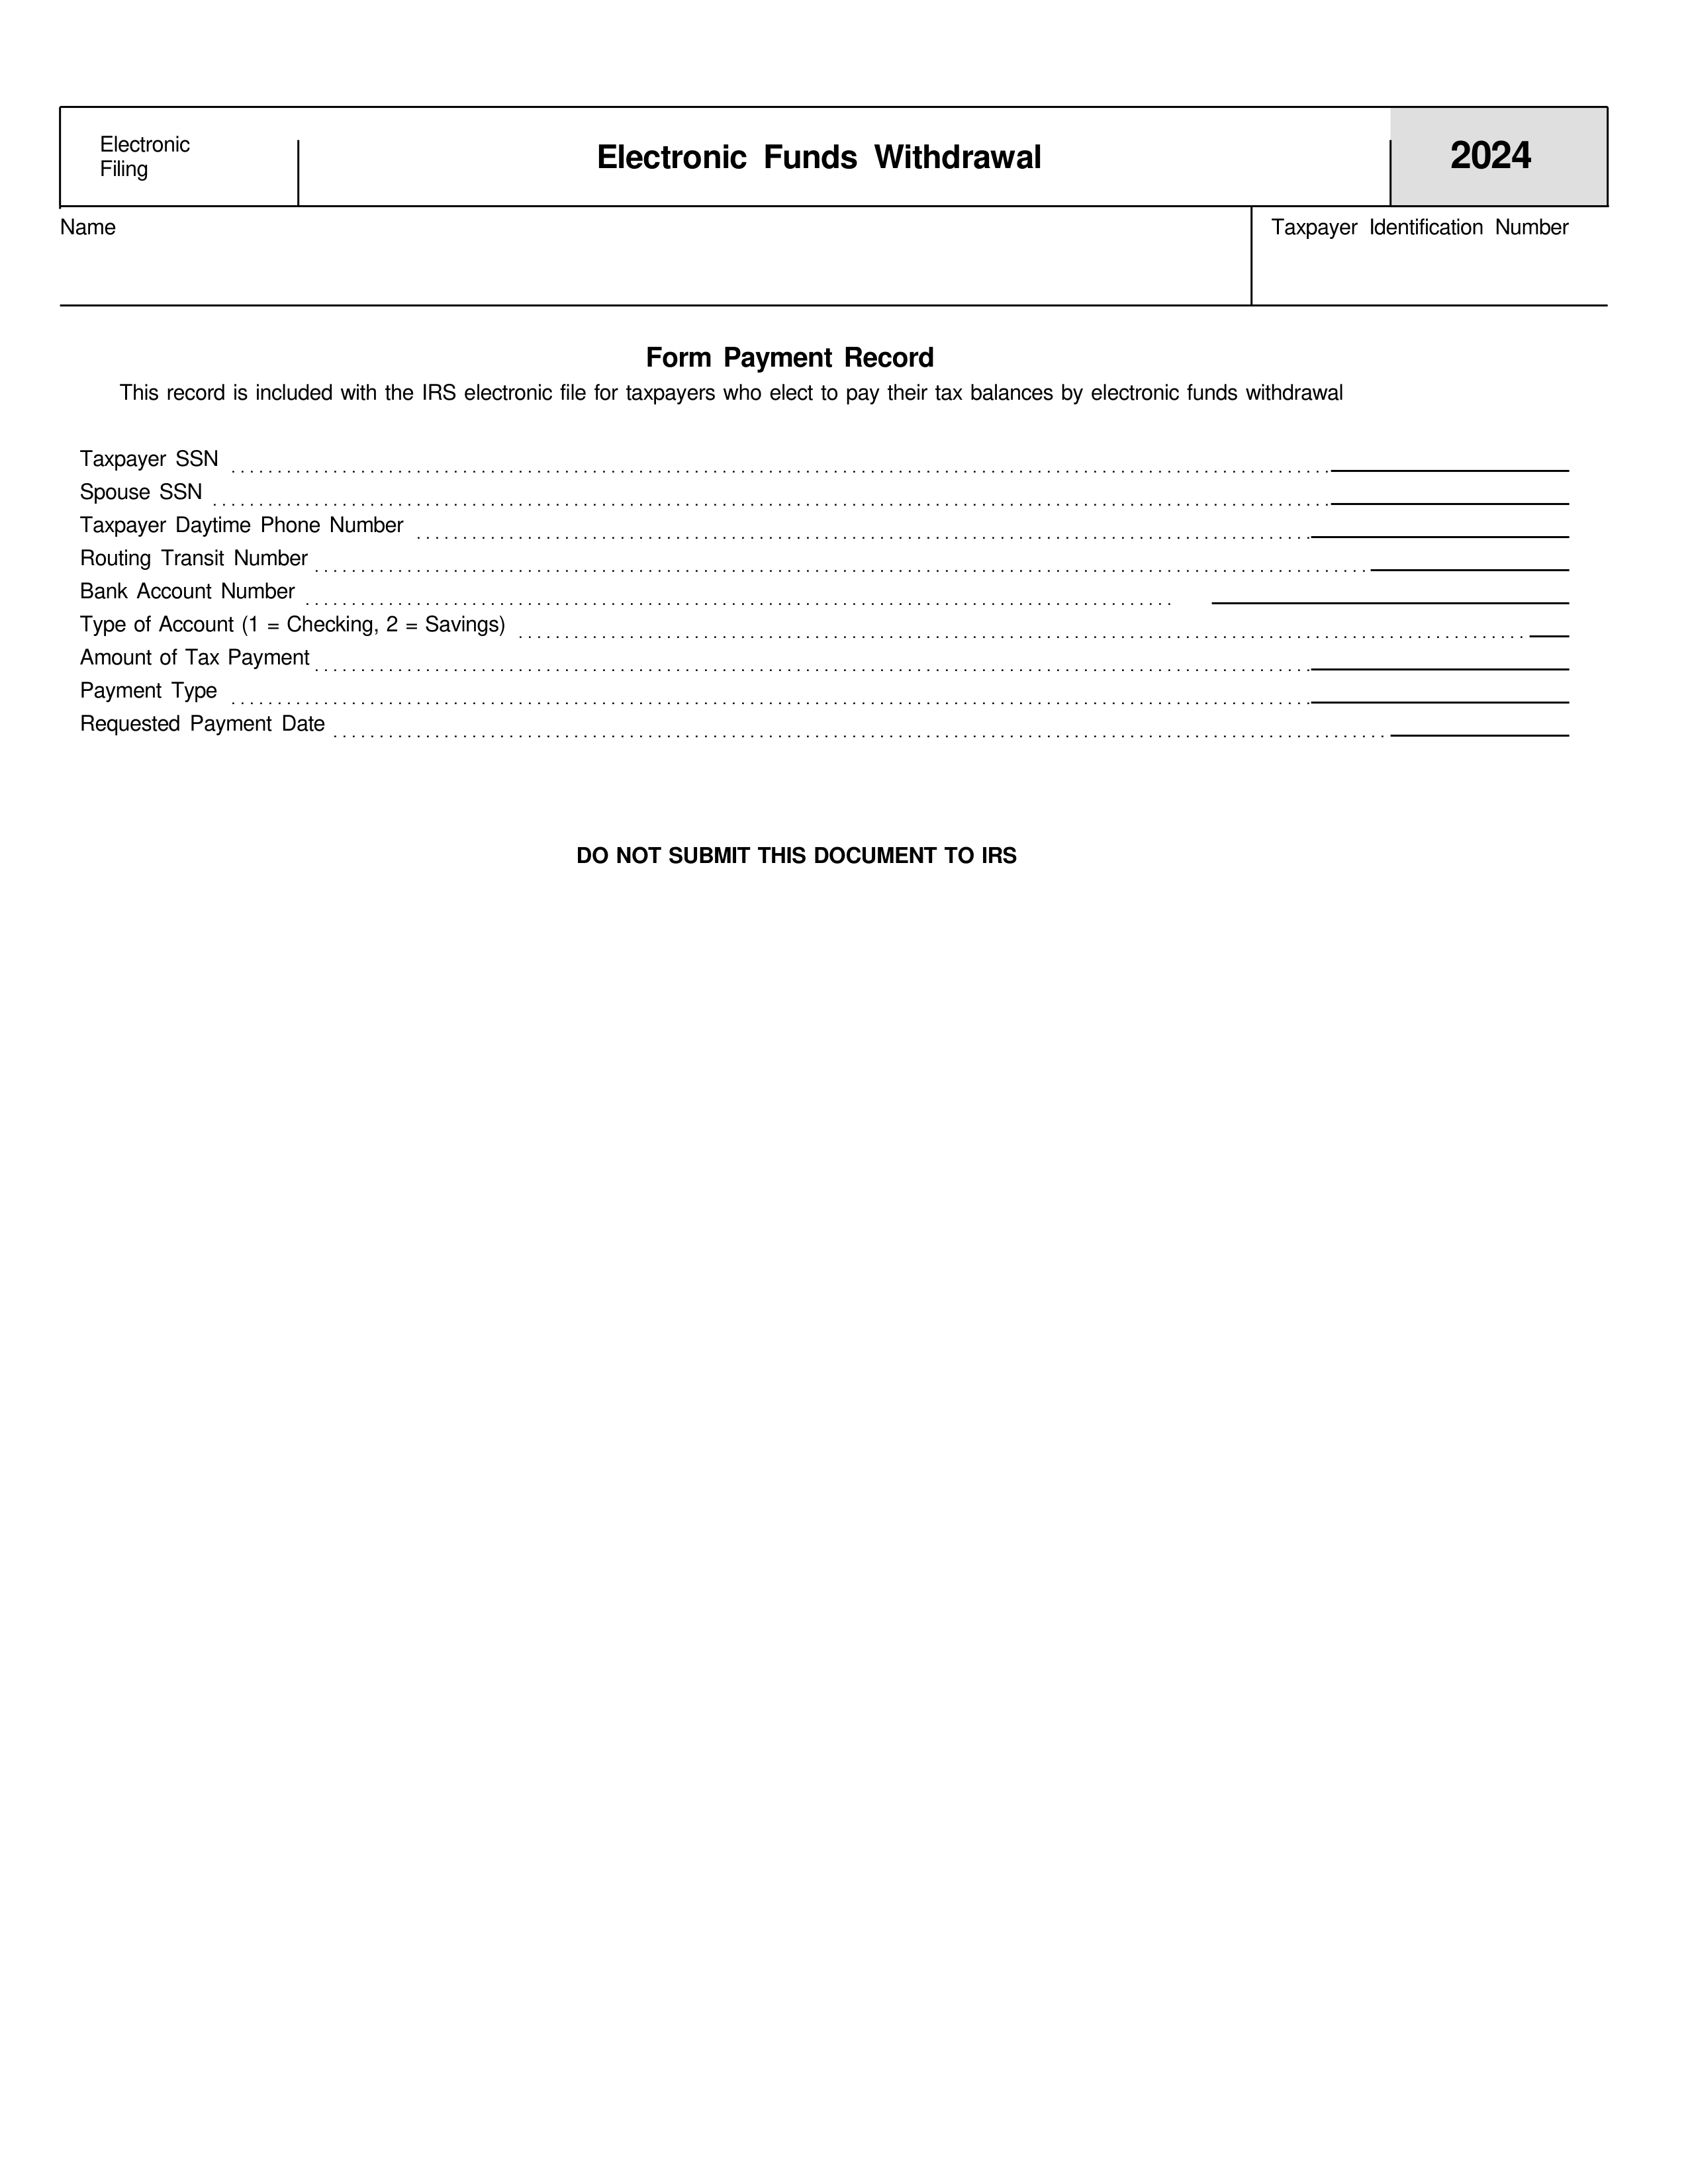 Electronic
Filing
Electronic Funds Withdrawal
2024
Name
Taxpayer Identification Number
Form Payment Record
This record is included with the IRS electronic file for taxpayers who elect to pay their tax balances by electronic funds withdrawal
Taxpayer SSN
Spouse SSN
Taxpayer Daytime Phone Number
Routing Transit Number
Bank Account Number
Type of Account (1 = Checking, 2 = Savings)
Amount of Tax Payment
Payment Type
Requested Payment Date
DO NOT SUBMIT THIS DOCUMENT TO IRS